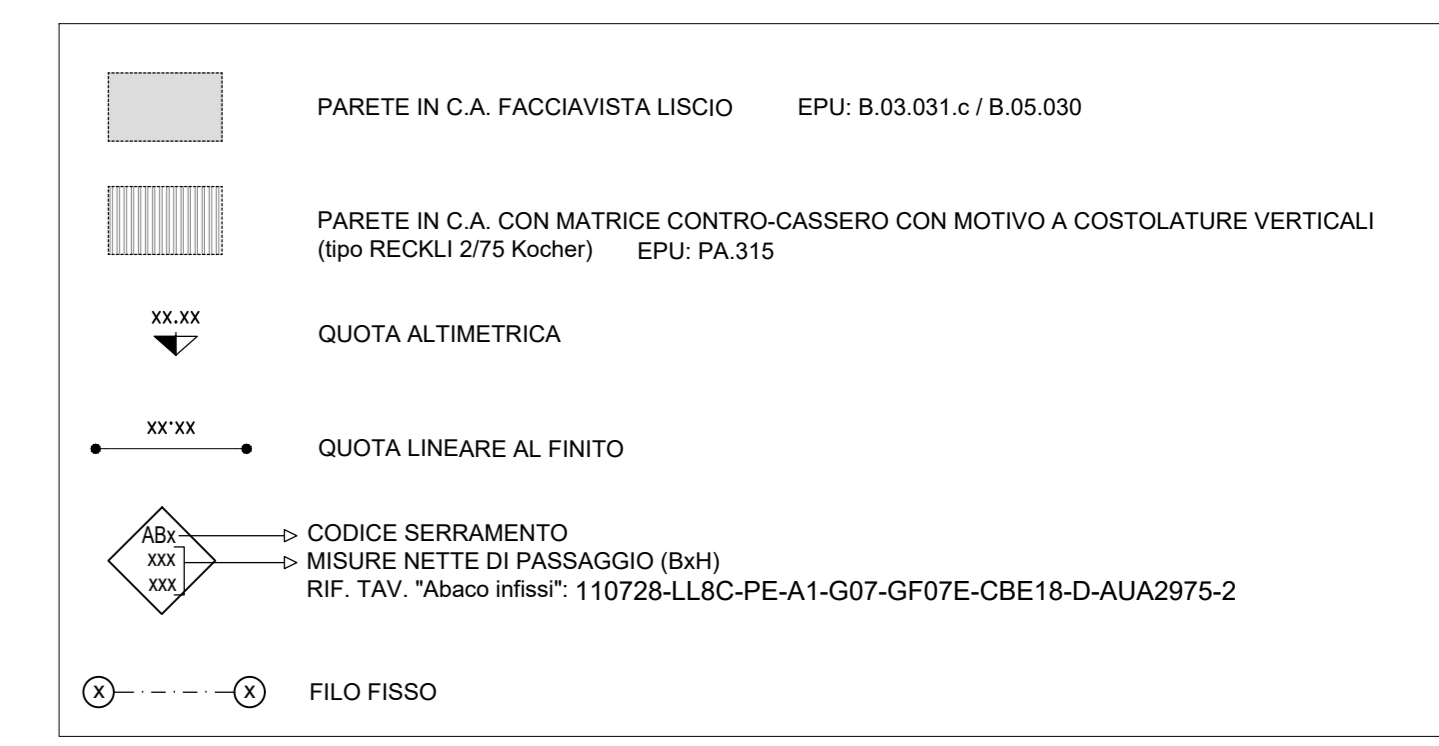 PARETE IN C.A. FACCIAVISTA LISCIO EPU: B.03.031.c / B.05.030
PARETE IN C.A. CON MATRICE CONTRO-CASSERO CON MOTIVO A COSTOLATURE VERTICALI
(tipo RECKLI 2/75 Kocher) EPU: PA.315
xx.xx
QUOTA ALTIMETRICA
xx·xx
QUOTA LINEARE AL FINITO
ABx CODICE SERRAMENTO
xxx MISURE NETTE DI PASSAGGIO (BxH)
xxx RIF. TAV. "Abaco infissi": 110728-LL8C-PE-A1-G07-GF07E-CBE18-D-AUA2975-2
X X FILO FISSO